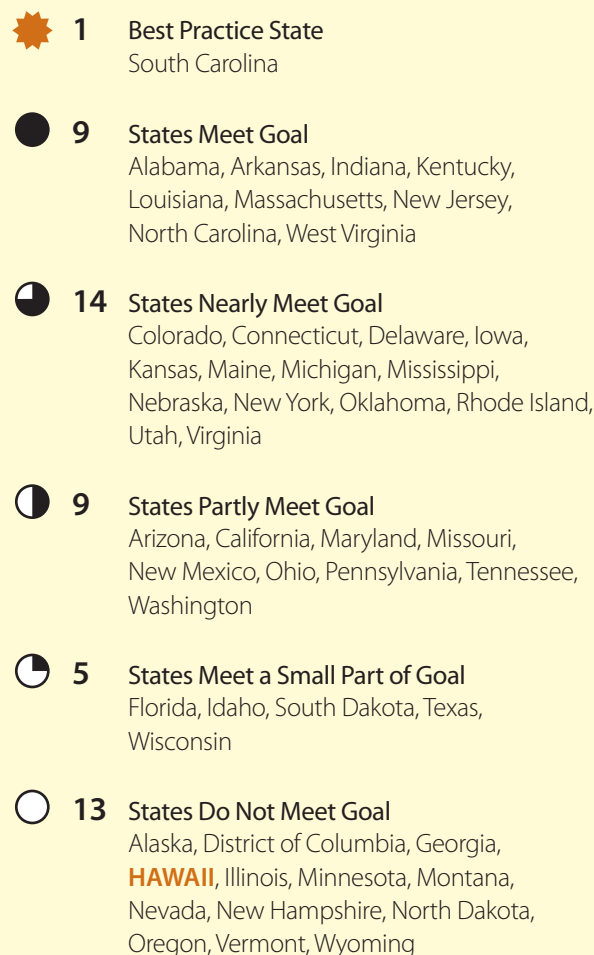 1 Best Practice State
South Carolina
9 States Meet Goal
Alabama, Arkansas, Indiana, Kentucky,
Louisiana, Massachusetts, New Jersey,
North Carolina, West Virginia
14 States Nearly Meet Goal
Colorado, Connecticut, Delaware, Iowa,
Kansas, Maine, Michigan, Mississippi,
Nebraska, New York, Oklahoma, Rhode Island,
Utah, Virginia
9 States Partly Meet Goal
Arizona, California, Maryland, Missouri,
New Mexico, Ohio, Pennsylvania, Tennessee,
Washington
5 States Meet a Small Part of Goal
Florida, Idaho, South Dakota, Texas,
Wisconsin
13 States Do Not Meet Goal
Alaska, District of Columbia, Georgia,
HAWAII, Illinois, Minnesota, Montana,
Nevada, New Hampshire, North Dakota,
Oregon, Vermont, Wyoming